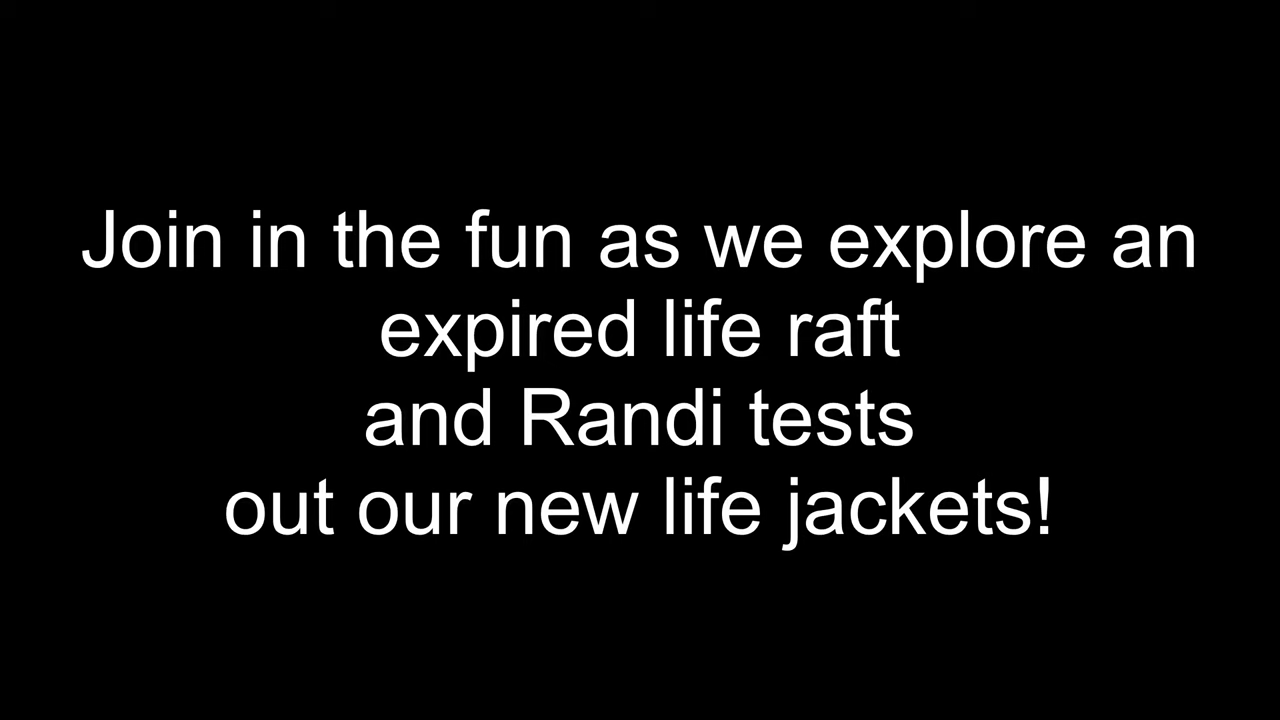 Join in the fun as we explore an
expired life raft
and Randi tests
out our new life jackets!